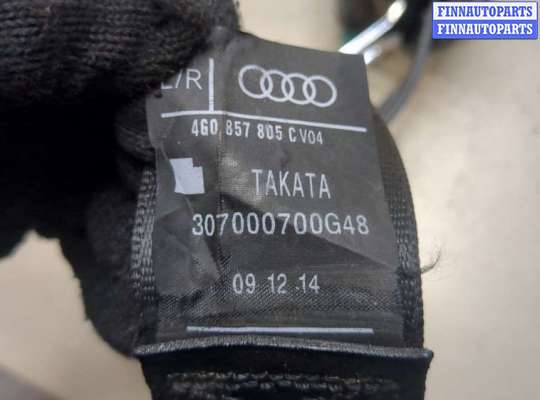 FINNAUTOPARTS
FINNAUTOPARTS
L/R
4G0 857 805 C V04
TAKATA
307000700G48
09 12 14